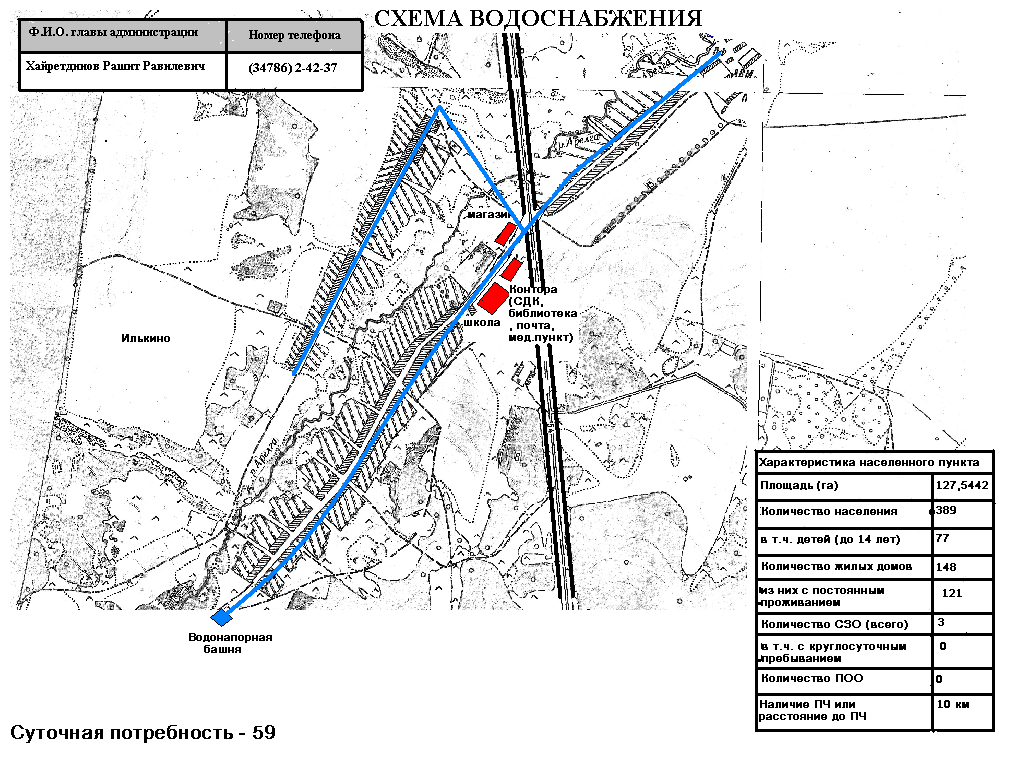 СХЕМА ВОДОСНАБЖЕНИЯ
Ф.И.О. главы администрации
Номер телефона
Хайретдинов Рашит Равилевич
(34786) 2-42-37
магазин
Контора
(СДК,
библиотека
, почта,
мед.пункт)
школа
Илькино
Водонапорная
башня
Характеристика населенного пункта
Площадь (га)
127,5442
Количество населения
389
в т.ч. детей (до 14 лет)
77
Количество жилых домов
148
из них с постоянным
проживанием
121
Количество СЗО (всего)
3
в т.ч. с круглосуточным
пребыванием
0
Количество ПОО
0
Наличие ПЧ или
расстояние до ПЧ
10 км
Суточная потребность - 59